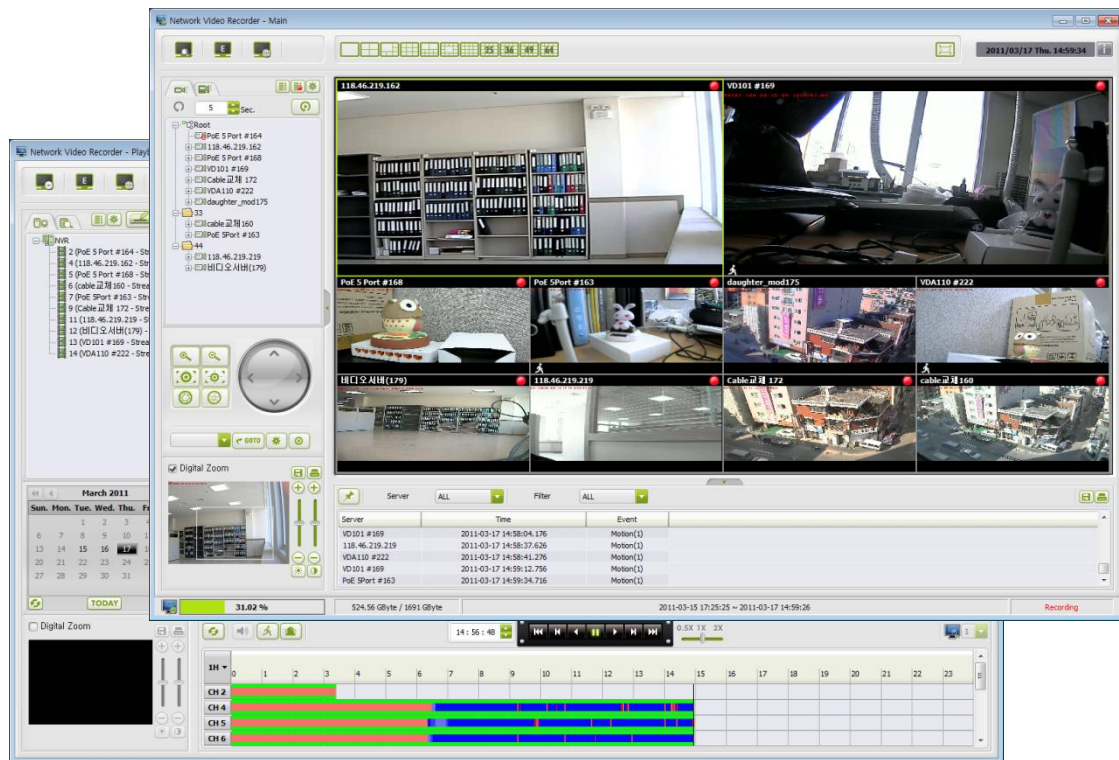 Network Video Recorder - Main
E
25 36 49 64
2011/03/17 Thu. 14:59:34
5 Sec.
Root
PoE 5 Port #164
118.46.219.162
PoE 5 Port #168
VD101 #169
Cable교체 172
VDA110 #222
daughter_mod175
33
cable교체160
PoE 5Port #163
44
118.46.219.219
비디오서버(179)
GOTO
Digital Zoom
118.46.219.162
VD101 #169
PoE 5 Port #168
PoE 5Port #163
daughter_mod175
VDA110 #222
비디오서버(179)
118.46.219.219
Cable교체 172
cable교체160
Server ALL Filter ALL
Server Time Event
VD101 #169 2011-03-17 14:58:04.176 Motion(1)
118.46.219.219 2011-03-17 14:58:37.626 Motion(1)
VDA110 #222 2011-03-17 14:58:41.276 Motion(1)
VD101 #169 2011-03-17 14:59:12.756 Motion(1)
PoE 5Port #163 2011-03-17 14:59:34.716 Motion(1)
31.02 % 524.56 GByte / 1691 GByte 2011-03-15 17:25:25 ~ 2011-03-17 14:59:26 Recording
Network Video Recorder - Playb
E
NVR
2 (PoE 5 Port #164 - Str
4 (118.46.219.162 - Str
5 (PoE 5 Port #168 - Str
6 (cable교체160 - Strea
7 (PoE 5Port #163 - Str
9 (Cable교체 172 - Stre
11 (118.46.219.219 - S
12 (비디오서버(179) -
13 (VD101 #169 - Strea
14 (VDA110 #222 - Stre
March 2011
Sun. Mon. Tue. Wed. Thu. Fr
1 2 3 4
6 7 8 9 10 1
13 14 15 16 17 1
20 21 22 23 24 2
27 28 29 30 31
TODAY
Digital Zoom
14 : 56 : 48
0.5X 1X 2X
1
1H
0 1 2 3 4 5 6 7 8 9 10 11 12 13 14 15 16 17 18 19 20 21 22 23
CH 2
CH 4
CH 5
CH 6